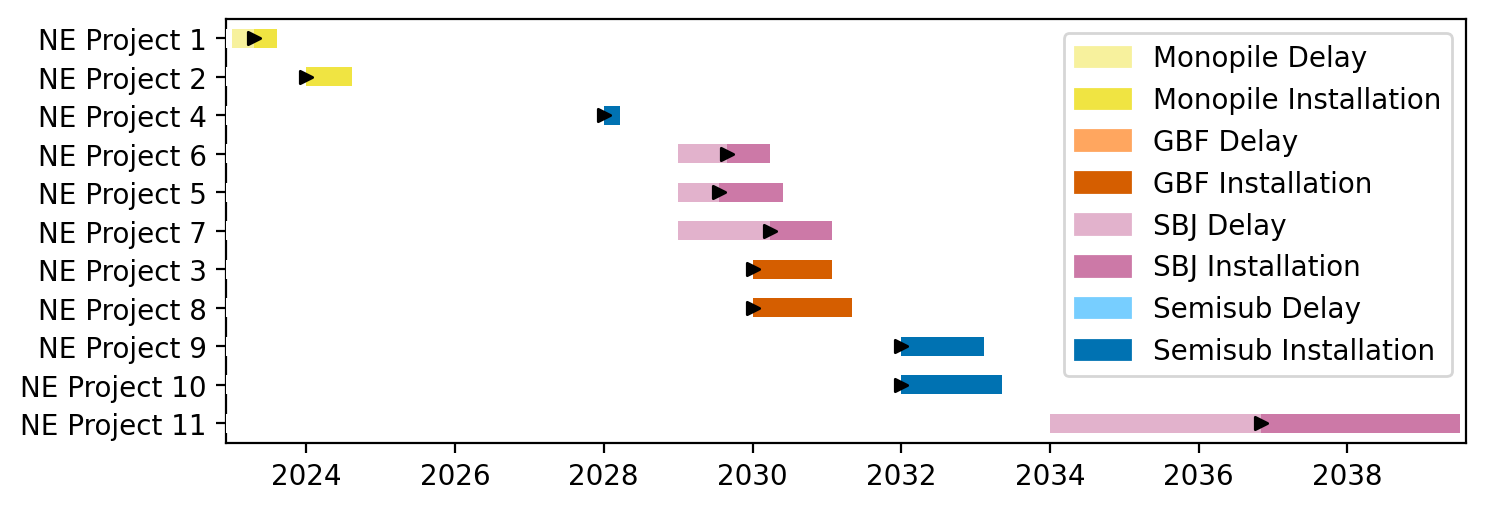 NE Project 1
NE Project 2
NE Project 4
NE Project 6
NE Project 5
NE Project 7
NE Project 3
NE Project 8
NE Project 9
NE Project 10
NE Project 11
2024 2026 2028 2030 2032 2034 2036 2038
Monopile Delay
Monopile Installation
GBF Delay
GBF Installation
SBJ Delay
SBJ Installation
Semisub Delay
Semisub Installation